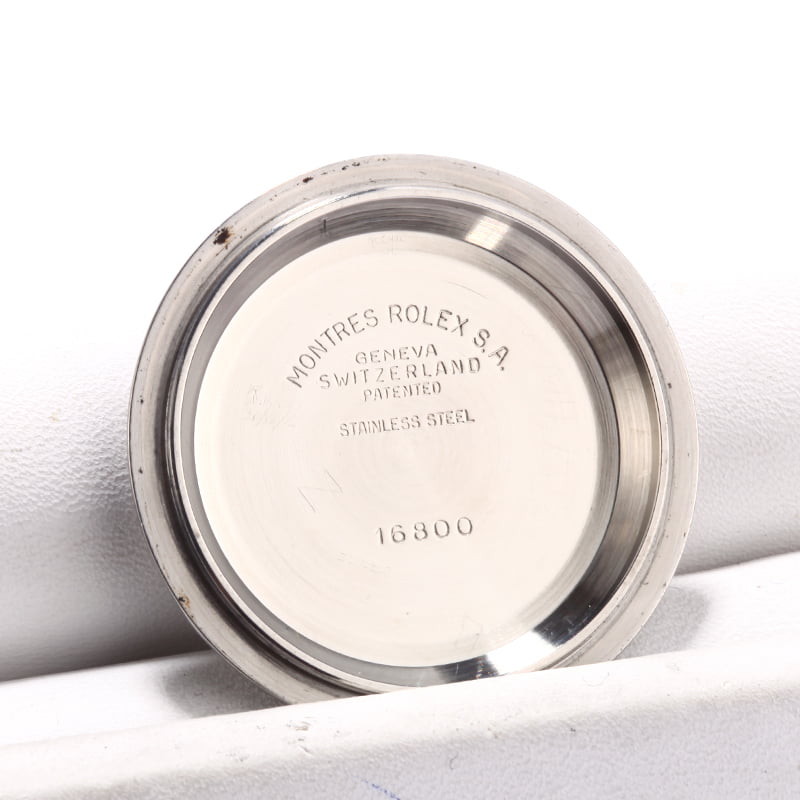 MONTRES ROLEX S.A.
GENEVA
SWITZERLAND
PATENTED
STAINLESS STEEL
16800